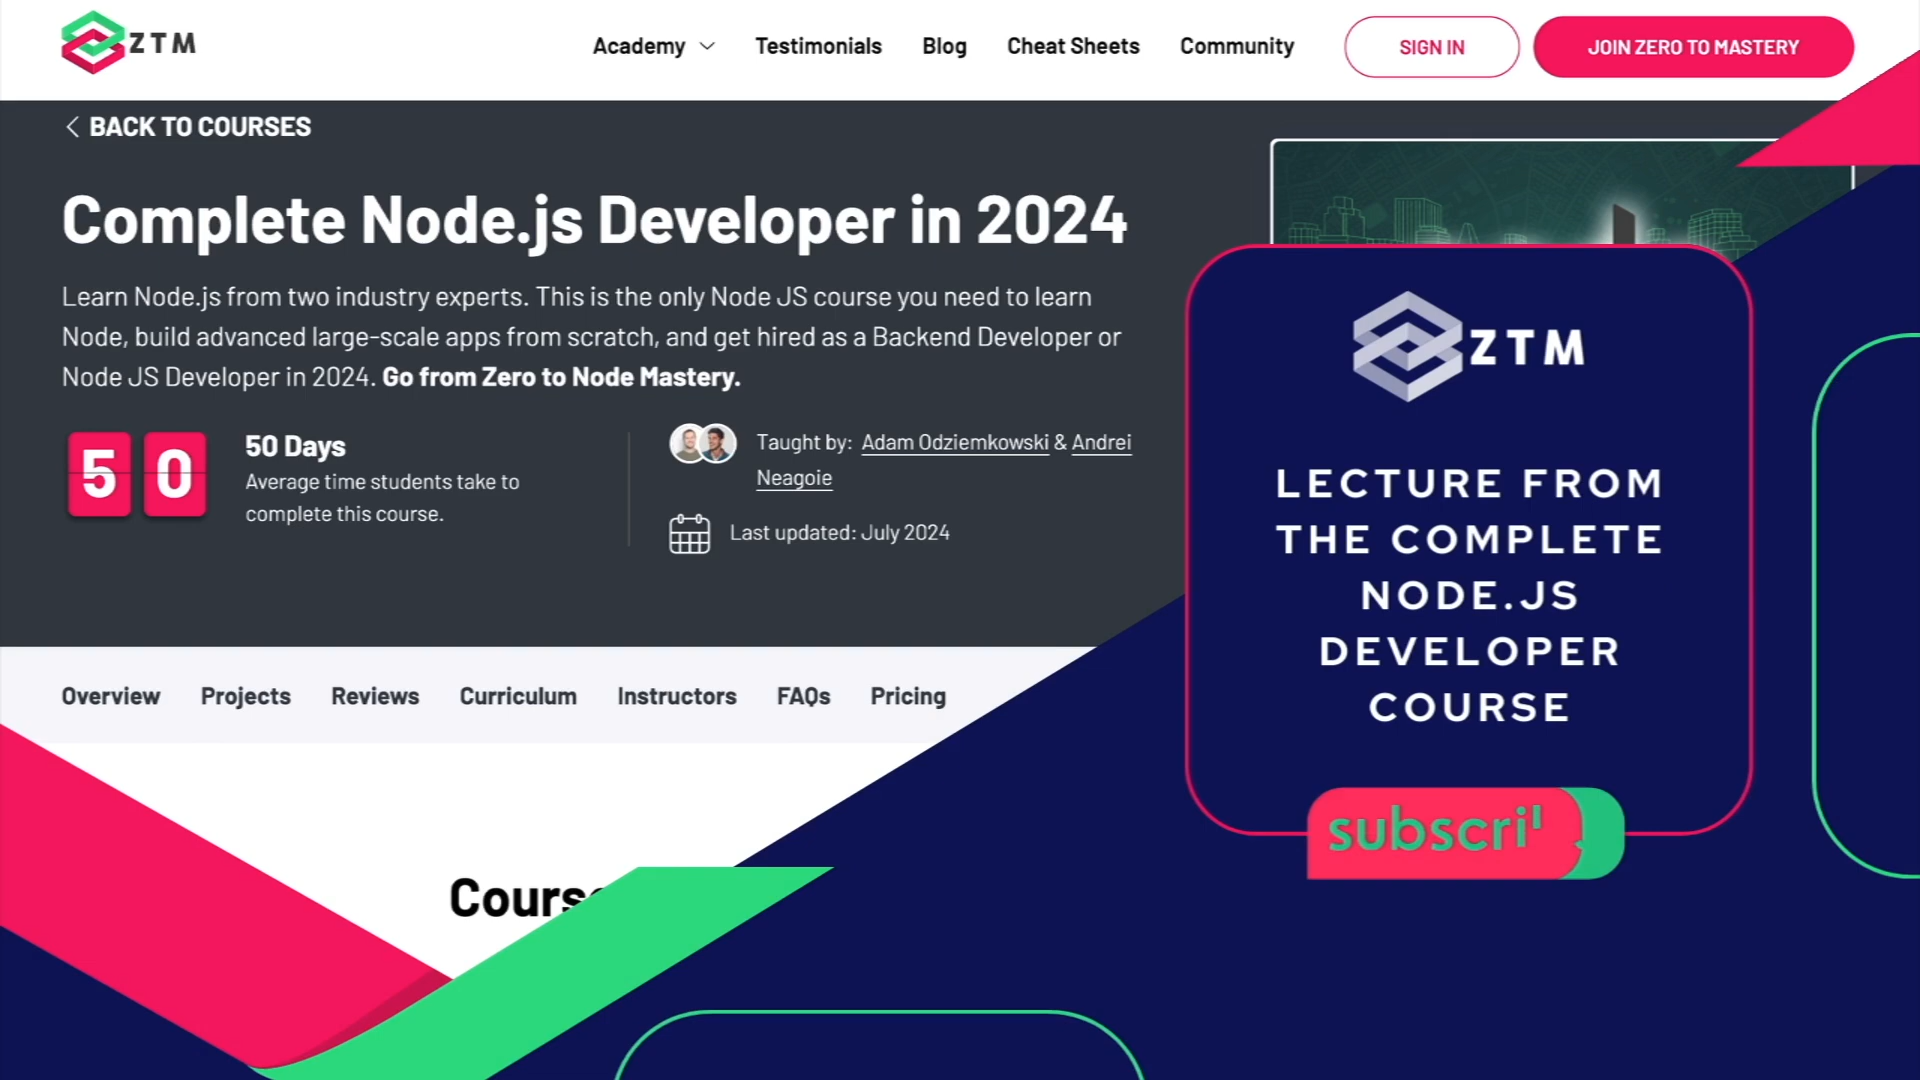 ZTM
Academy
Testimonials
Blog
Cheat Sheets
Community
SIGN IN
JOIN ZERO TO MASTERY
BACK TO COURSES
Complete Node.js Developer in 2024
Learn Node.js from two industry experts. This is the only Node JS course you need to learn
Node, build advanced large-scale apps from scratch, and get hired as a Backend Developer or
Node JS Developer in 2024. Go from Zero to Node Mastery.
5 0
50 Days
Average time students take to
complete this course.
Taught by: Adam Odziemkowski & Andrei
Neagoie
Last updated: July 2024
Overview
Projects
Reviews
Curriculum
Instructors
FAQs
Pricing
ZTM
LECTURE FROM
THE COMPLETE
NODE.JS
DEVELOPER
COURSE